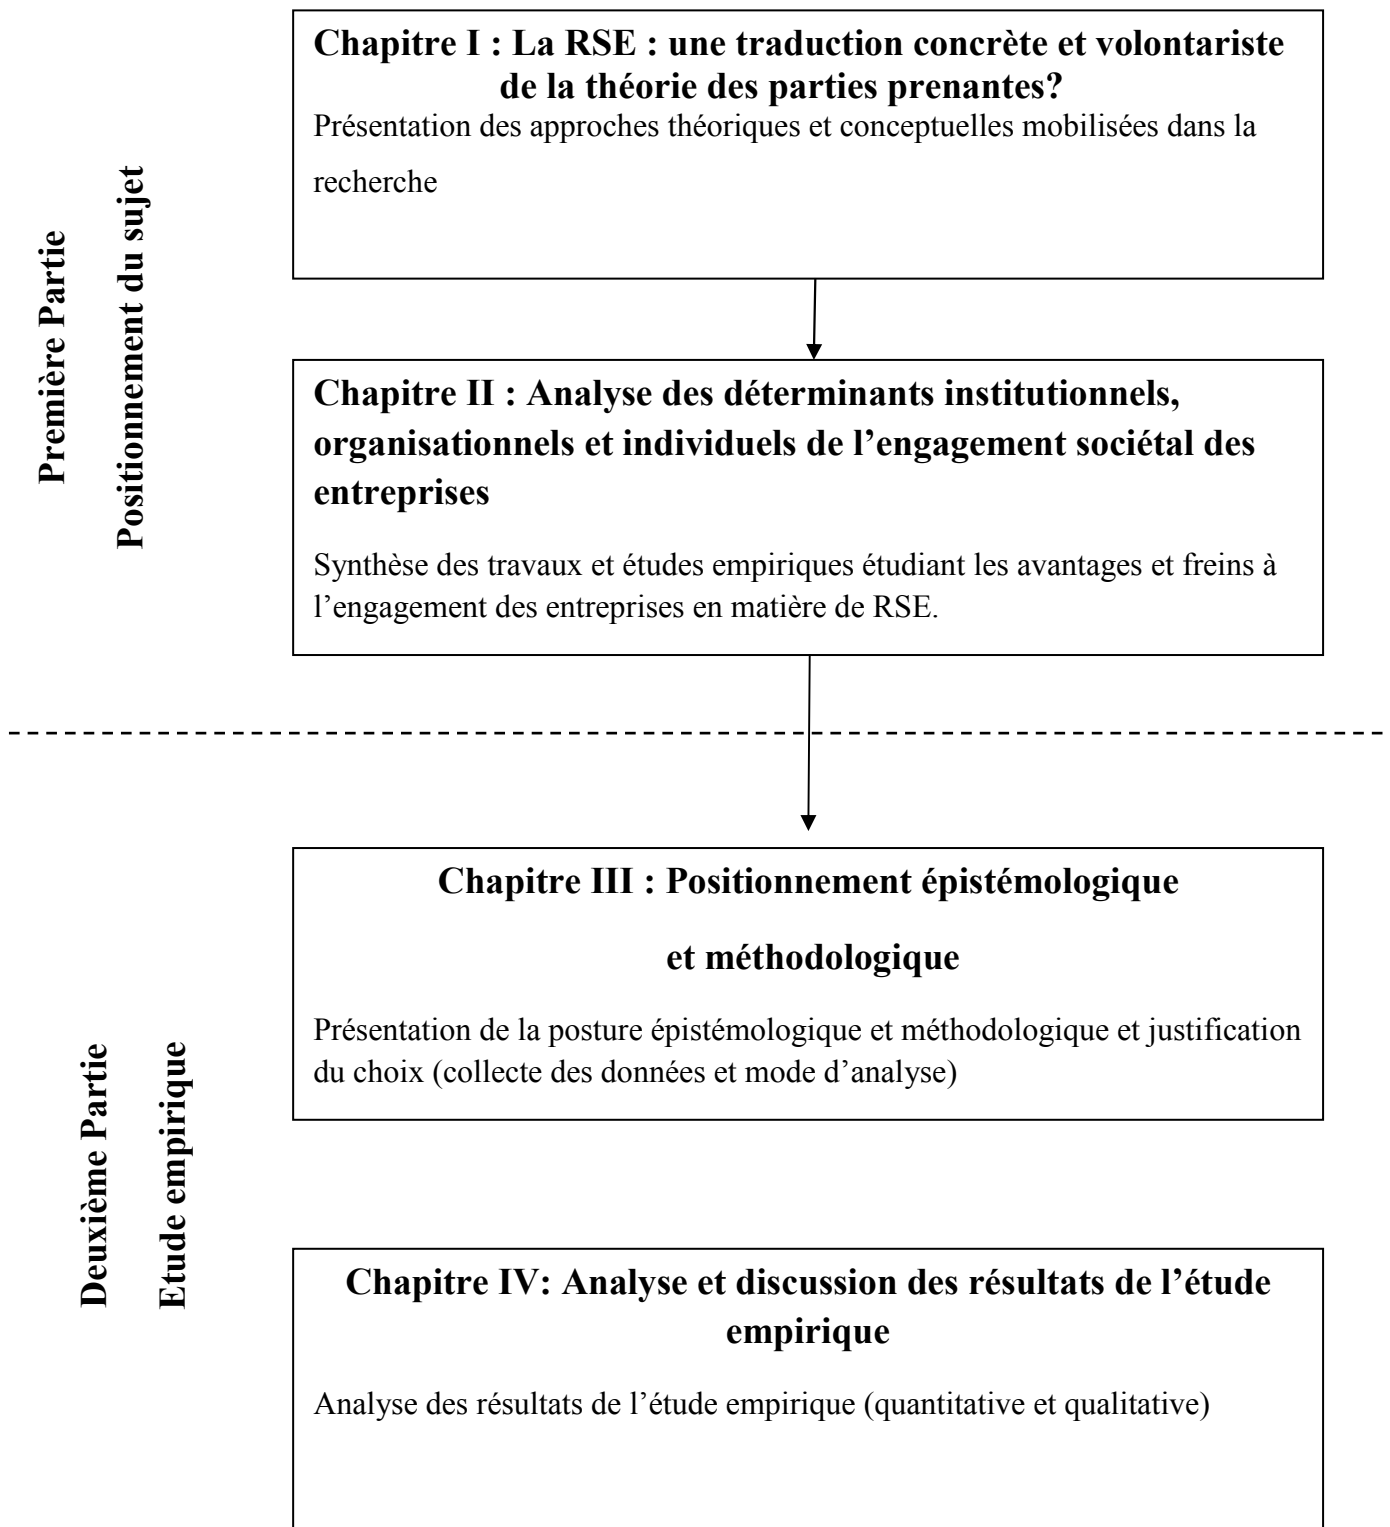 Première Partie
Positionnement du sujet
Chapitre I : La RSE : une traduction concrète et volontariste
de la théorie des parties prenantes?
Présentation des approches théoriques et conceptuelles mobilisées dans la
recherche
Chapitre II : Analyse des déterminants institutionnels,
organisationnels et individuels de l’engagement sociétal des
entreprises
Synthèse des travaux et études empiriques étudiant les avantages et freins à
l’engagement des entreprises en matière de RSE.
Deuxième Partie
Etude empirique
Chapitre III : Positionnement épistémologique
et méthodologique
Présentation de la posture épistémologique et méthodologique et justification
du choix (collecte des données et mode d’analyse)
Chapitre IV: Analyse et discussion des résultats de l’étude
empirique
Analyse des résultats de l’étude empirique (quantitative et qualitative)